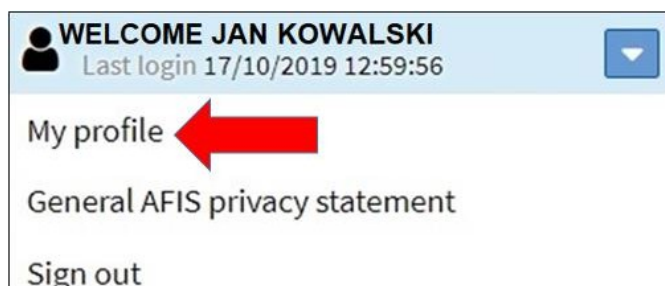 WELCOME JAN KOWALSKI
Last login 17/10/2019 12:59:56
My profile
General AFIS privacy statement
Sign out